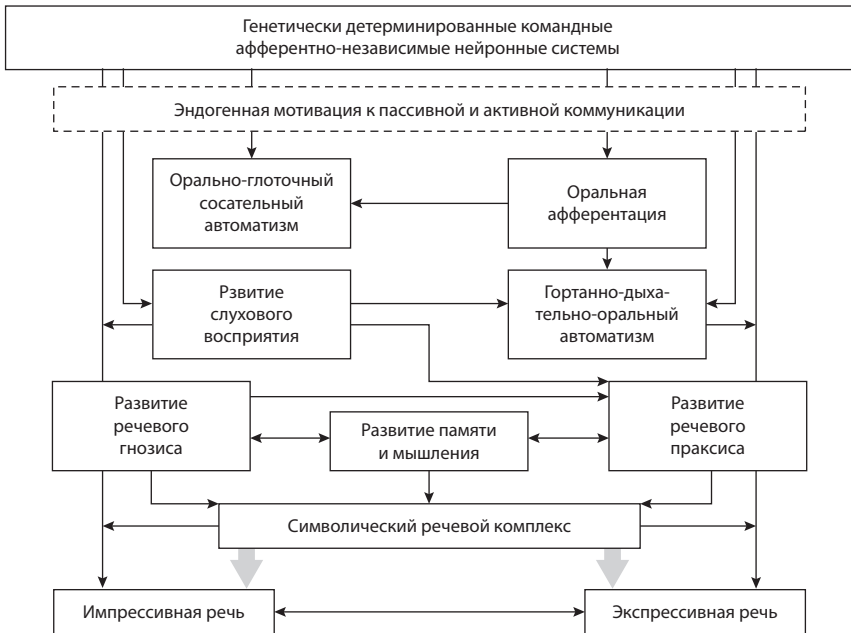 Генетически детерминированные командные
афферентно-независимые нейронные системы
Эндогенная мотивация к пассивной и активной коммуникации
Орально-глоточный
сосательный
автоматизм
Оральная
афферентация
Рзвитие
слухового
восприятия
Гортанно-дыха-
тельно-оральный
автоматизм
Развитие
речевого
гнозиса
Развитие памяти
и мышления
Развитие
речевого
праксиса
Символический речевой комплекс
Импрессивная речь
Экспрессивная речь